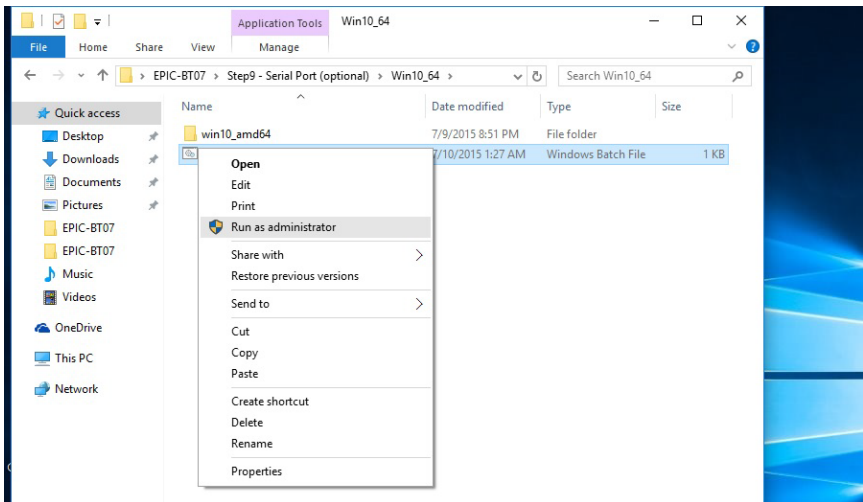 Application Tools Win10_64
File Home Share View Manage
EPIC-BT07 › Step9 - Serial Port (optional) › Win10_64 › Search Win10_64
Name Date modified Type Size
Quick access
Desktop
Downloads
Documents
Pictures
EPIC-BT07
EPIC-BT07
Music
Videos
OneDrive
This PC
Network
win10_amd64 7/9/2015 8:51 PM File folder
7/10/2015 1:27 AM Windows Batch File 1 KB
Open
Edit
Print
Run as administrator
Share with
Restore previous versions
Send to
Cut
Copy
Paste
Create shortcut
Delete
Rename
Properties